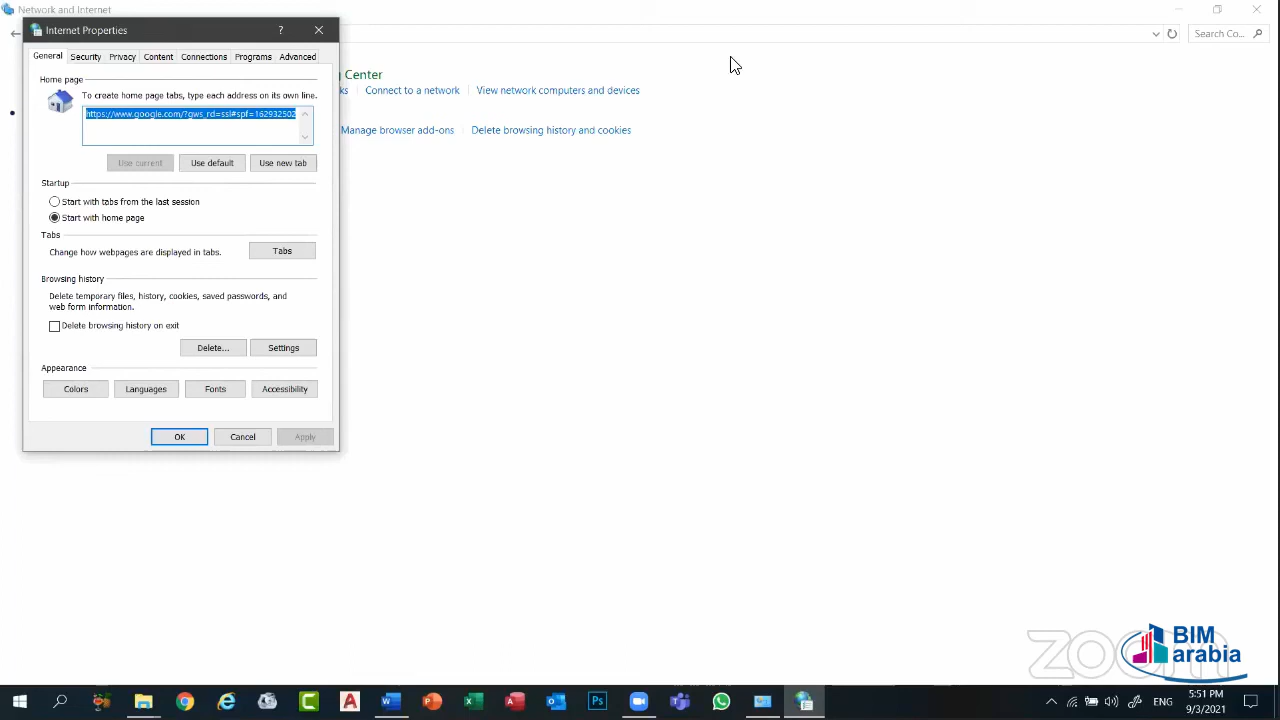 Network and Internet
Internet Properties
?
General Security Privacy Content Connections Programs Advanced
Home page
To create home page tabs, type each address on its own line.
https://www.google.com/?gws_rd=ssl#spf=16293250
Use current Use default Use new tab
Startup
Start with tabs from the last session
Start with home page
Tabs
Change how webpages are displayed in tabs.
Tabs
Browsing history
Delete temporary files, history, cookies, saved passwords, and
web form information.
Delete browsing history on exit
Delete... Settings
Appearance
Colors Languages Fonts Accessibility
OK Cancel Apply
Search Co...
g Center
ks Connect to a network View network computers and devices
Manage browser add-ons Delete browsing history and cookies
zoom
BIM
arabia
ENG
5:51 PM
9/3/2021